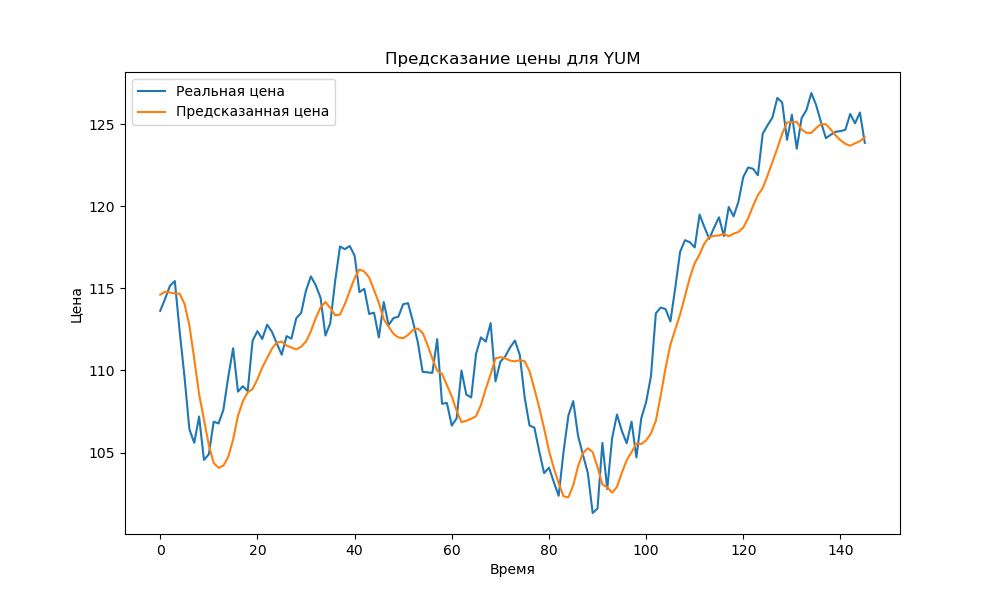 Предсказание цены для YUM
Реальная цена
Предсказанная цена
Цена
125
120
115
110
105
0 20 40 60 80 100 120 140
Время